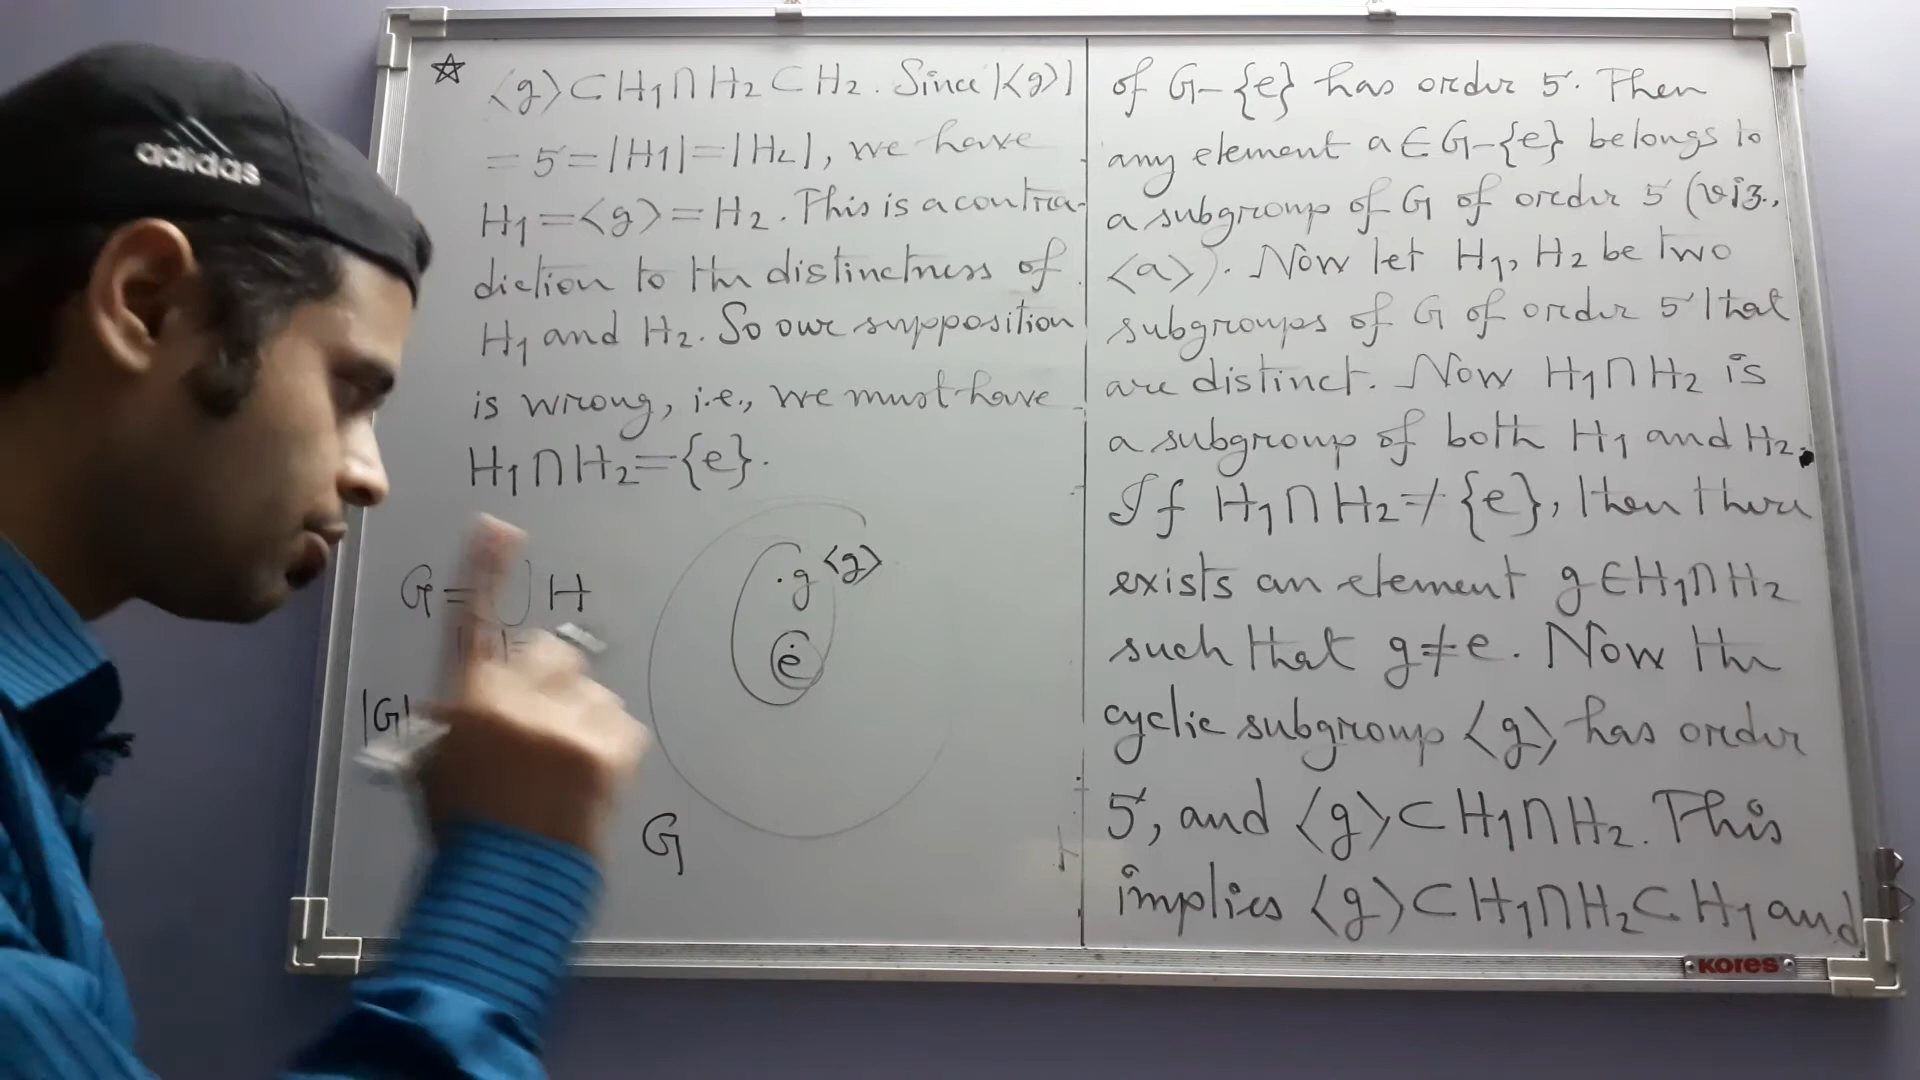 adidas
☆ ⟨g⟩⊂H₁∩H₂⊂H₂. Since |⟨g⟩|
= 5 = |H₁| = |H₂|, we have
H₁ = ⟨g⟩ = H₂. This is a contra-
diction to the distinctness of
H₁ and H₂. So our supposition
is wrong, i.e., we must have
H₁∩H₂ = {e}.
G = ∪ H
|G|
.g ⟨g⟩
e
G
of G-{e} has order 5. Then
any element a∈G-{e} belongs to
a subgroup of G of order 5 (viz.,
⟨a⟩). Now let H₁, H₂ be two
subgroups of G of order 5 that
are distinct. Now H₁∩H₂ is
a subgroup of both H₁ and H₂.
If H₁∩H₂ ≠ {e}, then there
exists an element g∈H₁∩H₂
such that g≠e. Now the
cyclic subgroup ⟨g⟩ has order
5, and ⟨g⟩⊂H₁∩H₂. This
implies ⟨g⟩⊂H₁∩H₂⊂H₁ and
KORES